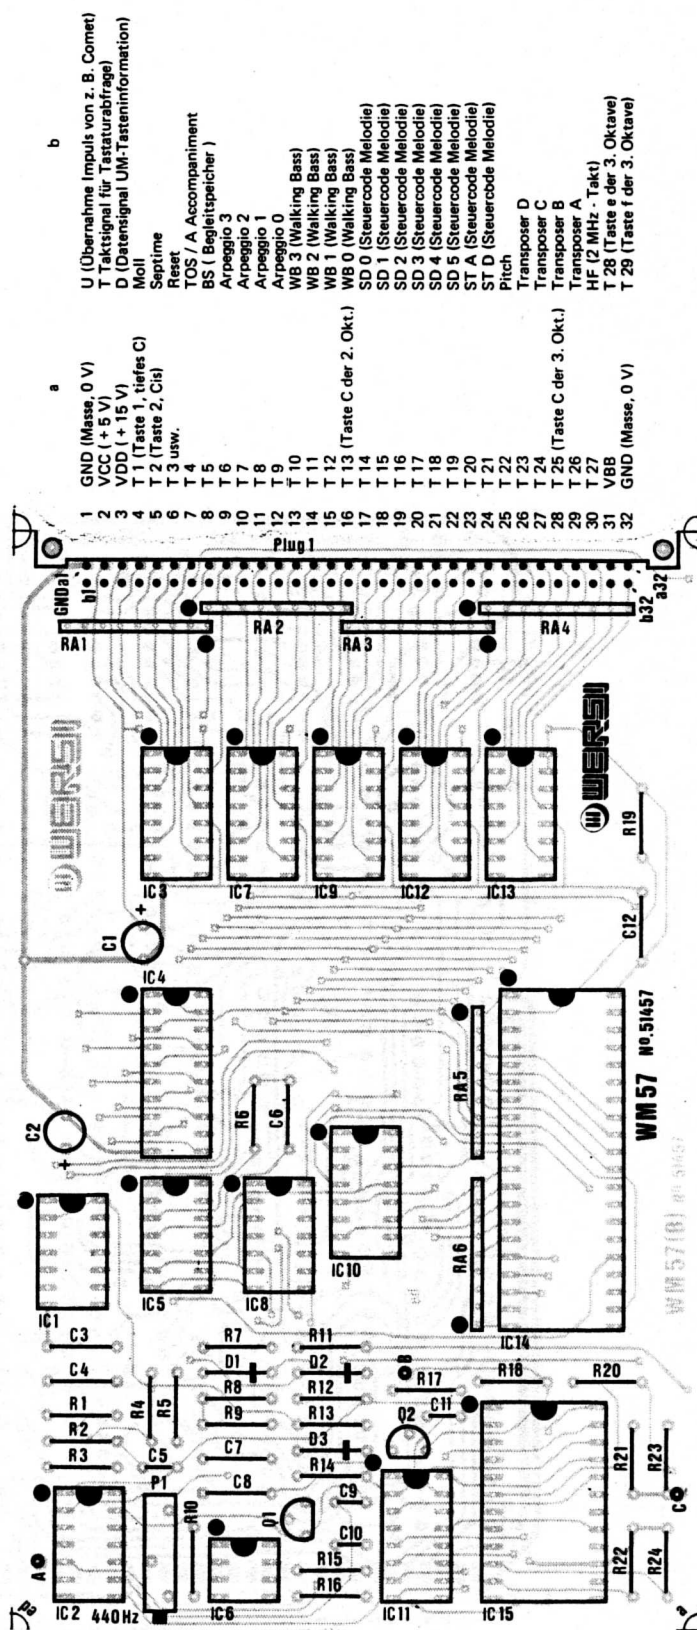 a b
1 GND (Masse, 0 V) U (Übernahme Impuls von z. B. Comet)
2 VCC (+ 5 V) T Taktsignal für Tastaturabfrage)
3 VDD (+ 15 V) D (Datensignal UM-Tasteninformation)
4 T 1 (Taste 1, tiefes C) Moll
5 T 2 (Taste 2, Cis) Septime
6 T 3 usw. Reset
7 T 4 TOS / A Accompaniment
8 T 5 BS ( Begleitspeicher )
9 T 6 Arpeggio 3
10 T 7 Arpeggio 2
11 T 8 Arpeggio 1
12 T 9 Arpeggio 0
13 T 10 WB 3 (Walking Bass)
14 T 11 WB 2 (Walking Bass)
15 T 12 WB 1 (Walking Bass)
16 T 13 (Taste C der 2. Okt.) WB 0 (Walking Bass)
17 T 14 SD 0 (Steuercode Melodie)
18 T 15 SD 1 (Steuercode Melodie)
19 T 16 SD 2 (Steuercode Melodie)
20 T 17 SD 3 (Steuercode Melodie)
21 T 18 SD 4 (Steuercode Melodie)
22 T 19 SD 5 (Steuercode Melodie)
23 T 20 ST A (Steuercode Melodie)
24 T 21 ST D (Steuercode Melodie)
25 T 22 Pitch
26 T 23 Transposer D
27 T 24 Transposer C
28 T 25 (Taste C der 3. Okt.) Transposer B
29 T 26 Transposer A
30 T 27 HF (2 MHz - Takt)
31 VBB T 28 (Taste e der 3. Oktave)
32 GND (Masse, 0 V) T 29 (Taste f der 3. Oktave)
Plug 1
GND a1
b1
b32
a32
RA1
RA2
RA3
RA4
WERSI
WERSI
IC3
IC7
IC9
IC12
IC13
R19
C1
+
C12
IC4
C2
+
R6
C6
RA5
WM 57 No. 51457
WM 57(B) No. 51457
IC1
IC5
IC8
IC10
RA6
IC14
C3
C4
R1
R2
R3
R4
R5
C5
R7
D1
R8
R9
C7
C8
R11
D2
R12
R13
D3
R14
B
R17
C11
Q2
R18
R20
A
IC2
P1
440 Hz
R10
IC6
Q1
C9
C10
R15
R16
IC11
IC15
R21
R23
C
R22
R24
a